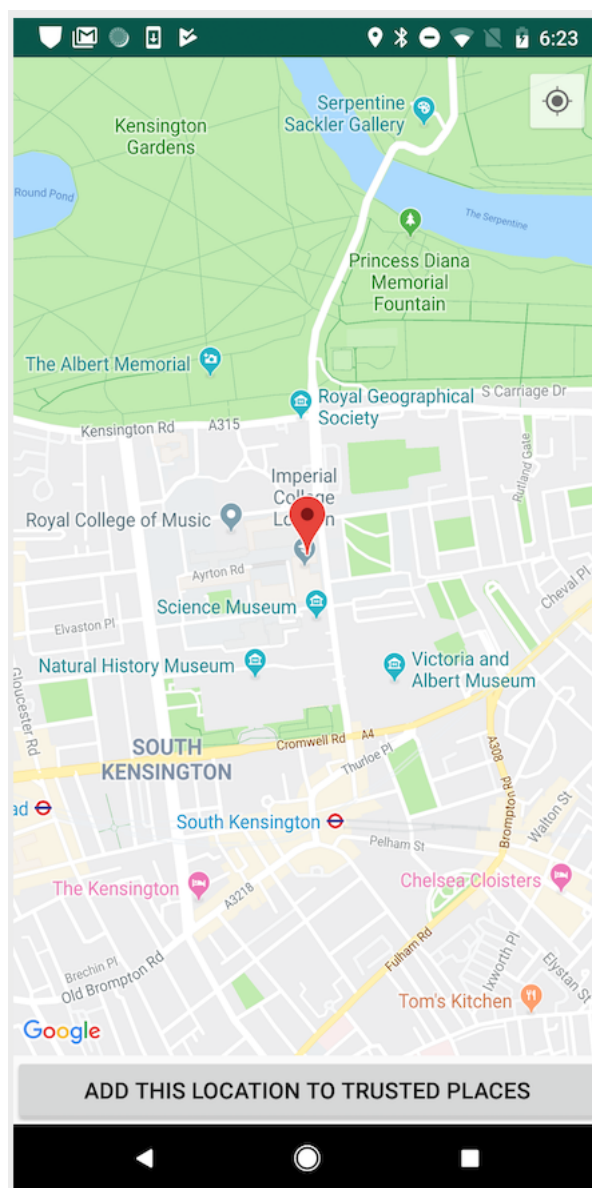 6:23
Serpentine
Sackler Gallery
Kensington
Gardens
Round Pond
The Serpentine
Princess Diana
Memorial
Fountain
The Albert Memorial
S Carriage Dr
Royal Geographical
Society
Kensington Rd
A315
Rutland Gate
Imperial
College
London
Royal College of Music
Ayrton Rd
Cheval Pl
Science Museum
Elvaston Pl
Natural History Museum
Victoria and
Albert Museum
Gloucester Rd
SOUTH
KENSINGTON
Cromwell Rd
A4
A308
Thurloe Pl
Brompton Rd
ad
South Kensington
Walton St
Pelham St
The Kensington
Chelsea Cloisters
A3218
Fulham Rd
Ixworth Pl
Elystan St
Brechin Pl
Old Brompton Rd
Tom's Kitchen
Google
ADD THIS LOCATION TO TRUSTED PLACES